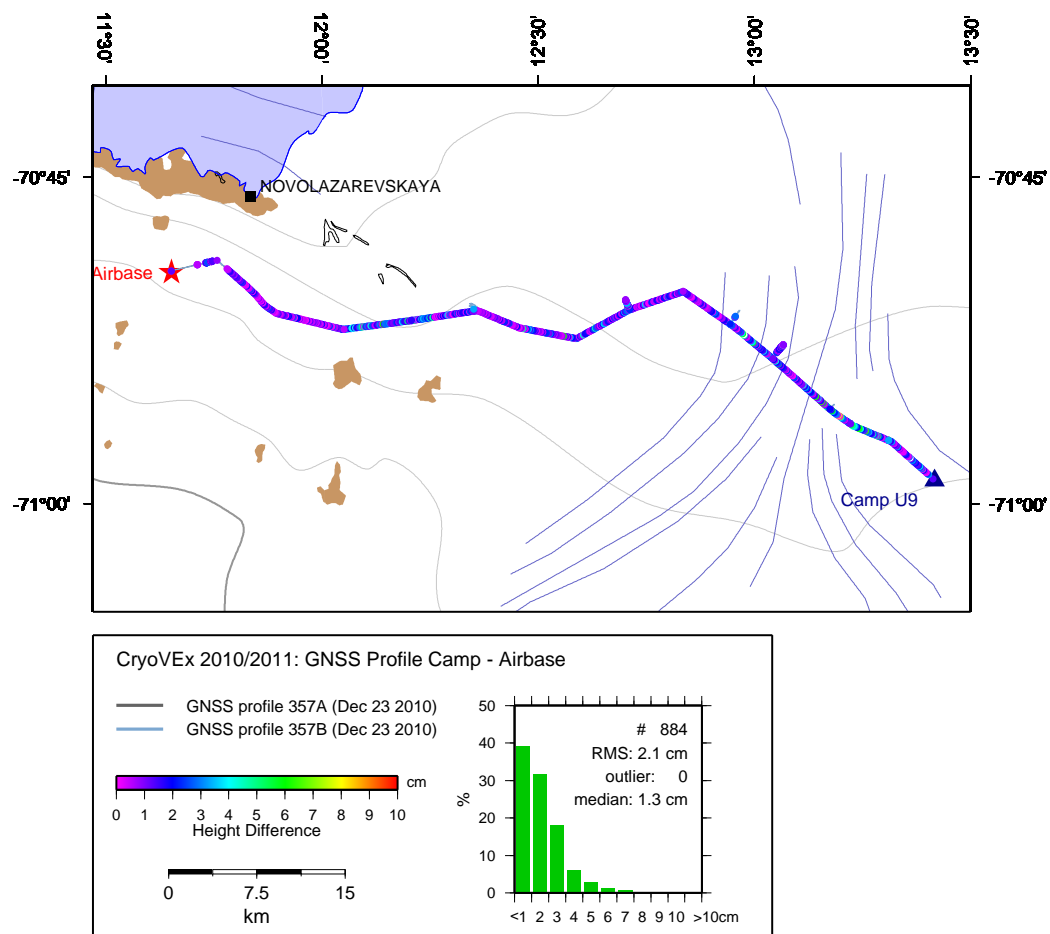 11°30' 12°00' 12°30' 13°00' 13°30'
-70°45' -70°45'
NOVOLAZAREVSKAYA
Airbase
-71°00' -71°00'
Camp U9
CryoVEx 2010/2011: GNSS Profile Camp - Airbase
GNSS profile 357A (Dec 23 2010)
GNSS profile 357B (Dec 23 2010)
cm
0 1 2 3 4 5 6 7 8 9 10
Height Difference
0 7.5 15
km
50
40
30
20
10
0
%
# 884
RMS: 2.1 cm
outlier: 0
median: 1.3 cm
<1 2 3 4 5 6 7 8 9 10 >10cm